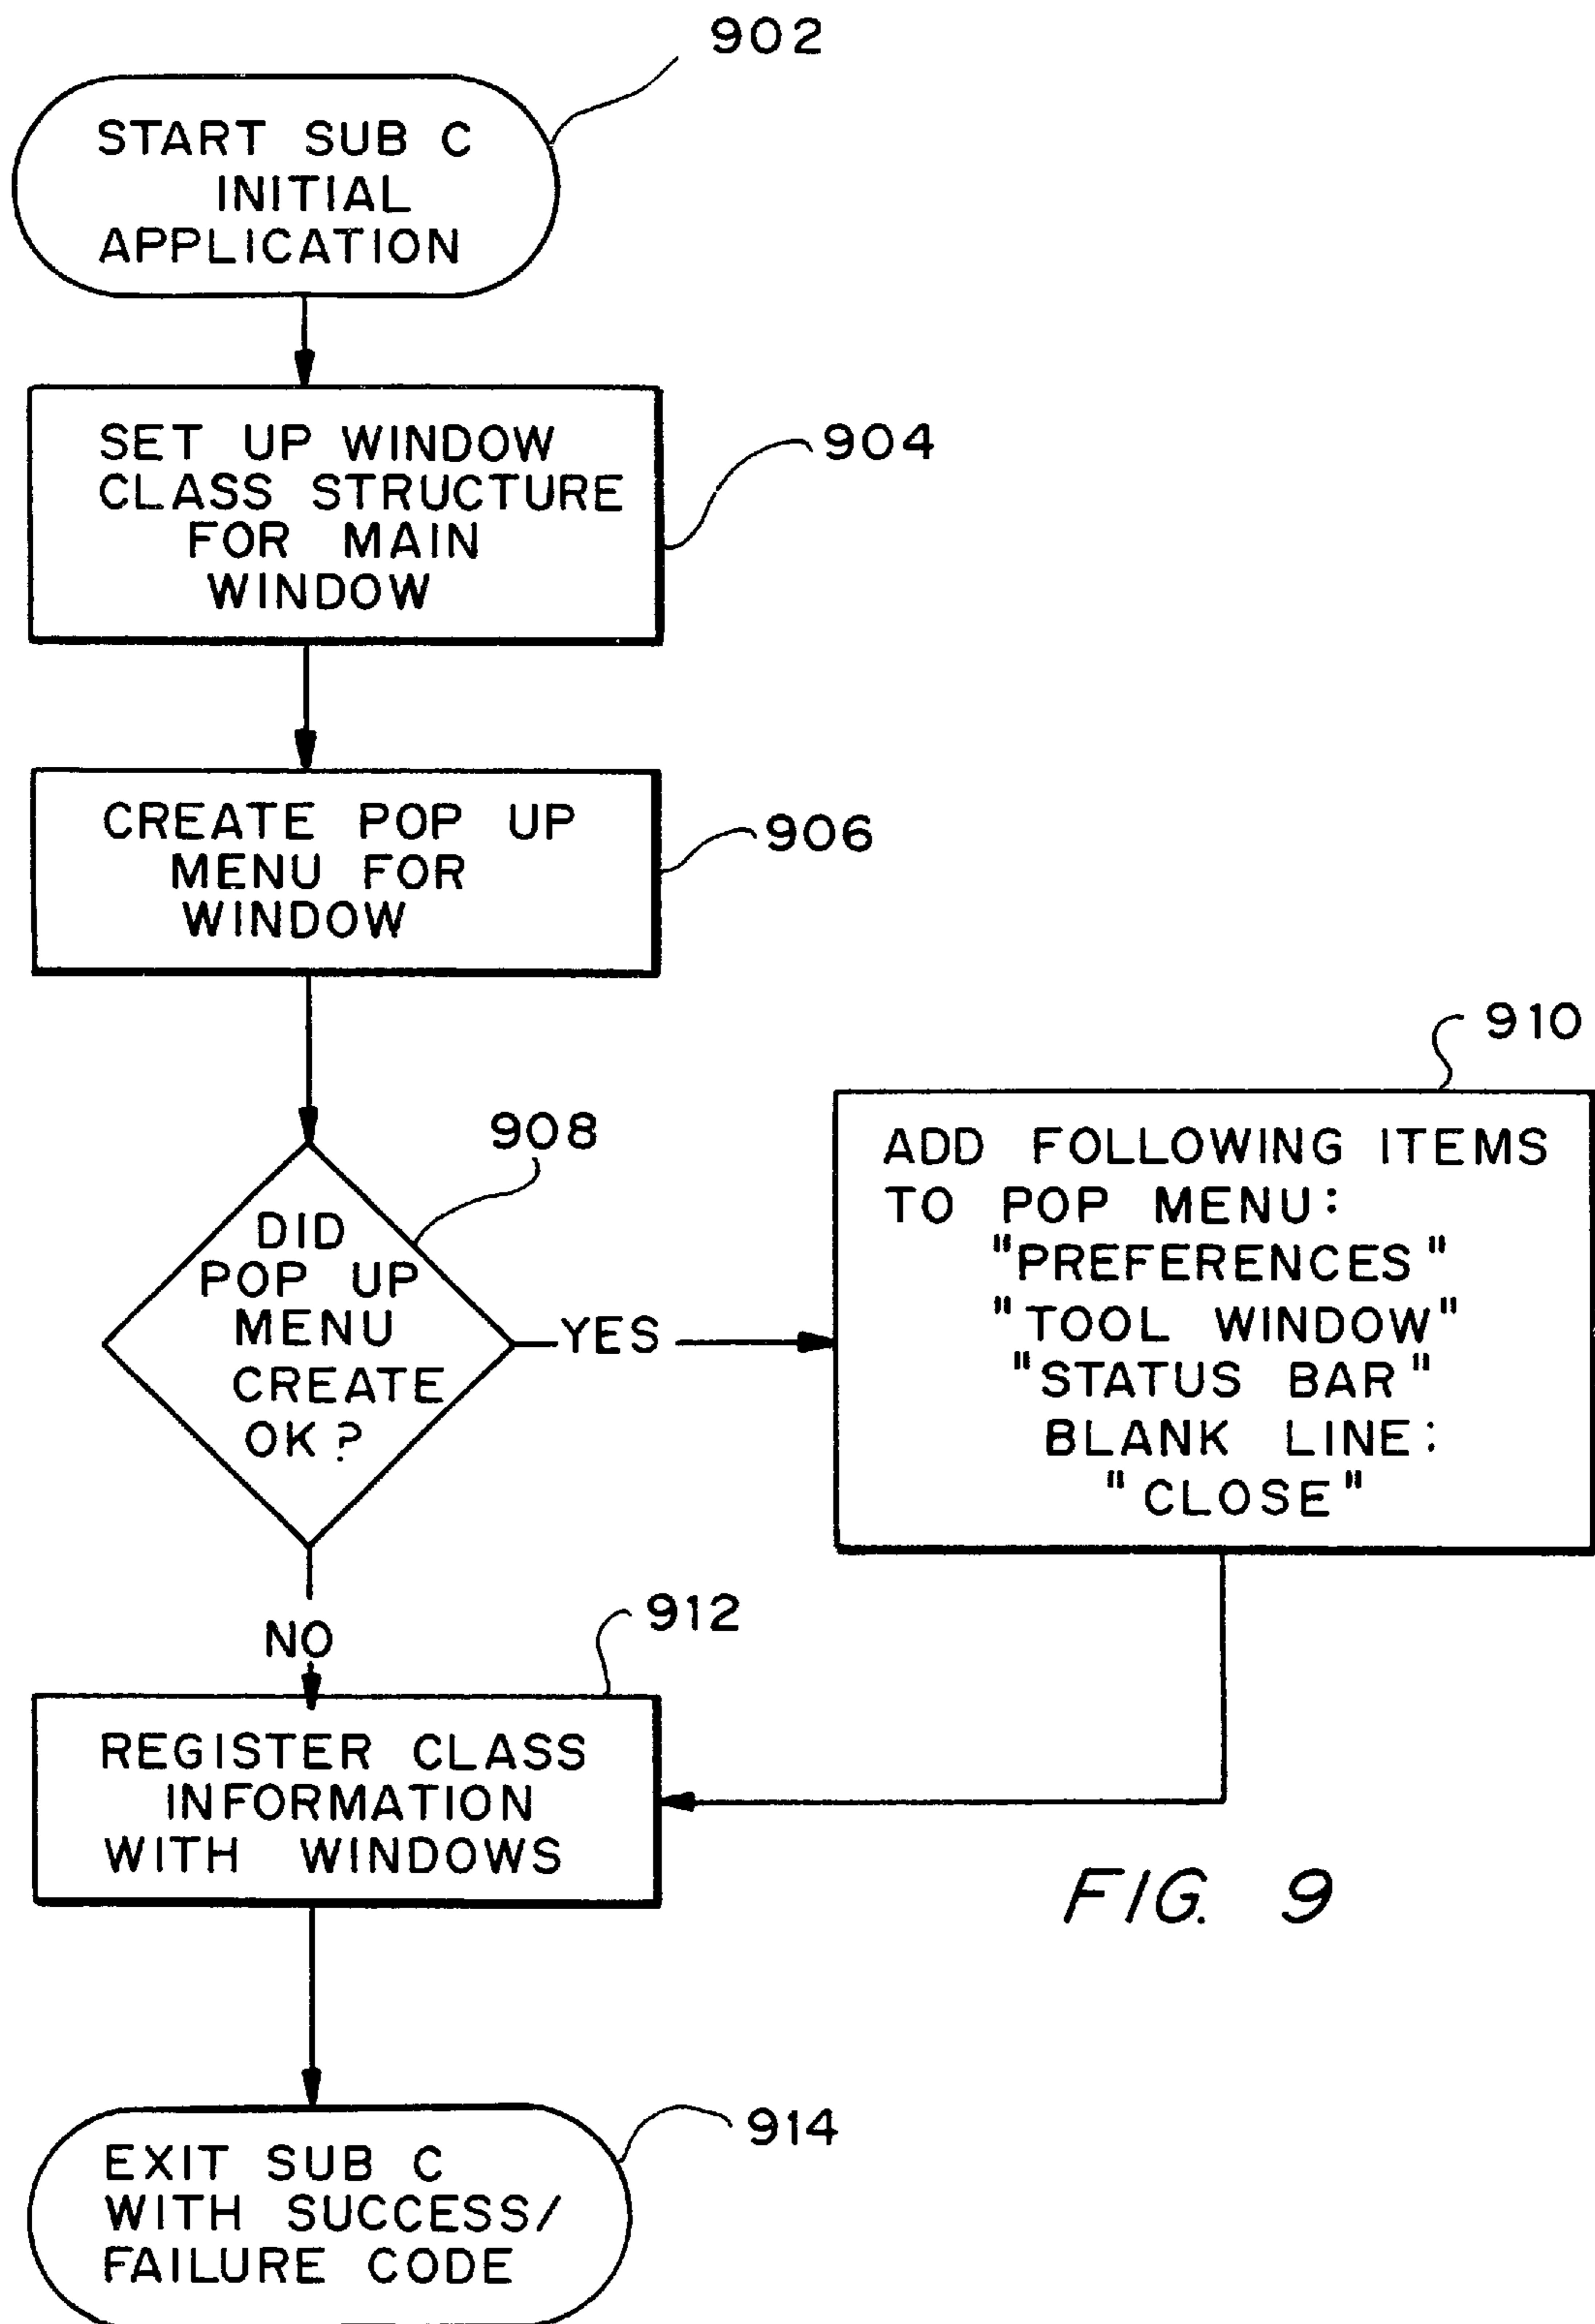 902
START SUB C
INITIAL
APPLICATION
SET UP WINDOW
CLASS STRUCTURE
FOR MAIN
WINDOW
904
CREATE POP UP
MENU FOR
WINDOW
906
DID
POP UP
MENU
CREATE
OK?
908
YES
910
ADD FOLLOWING ITEMS
TO POP MENU:
"PREFERENCES"
"TOOL WINDOW"
"STATUS BAR"
BLANK LINE:
"CLOSE"
NO
912
REGISTER CLASS
INFORMATION
WITH WINDOWS
FIG. 9
EXIT SUB C
WITH SUCCESS/
FAILURE CODE
914